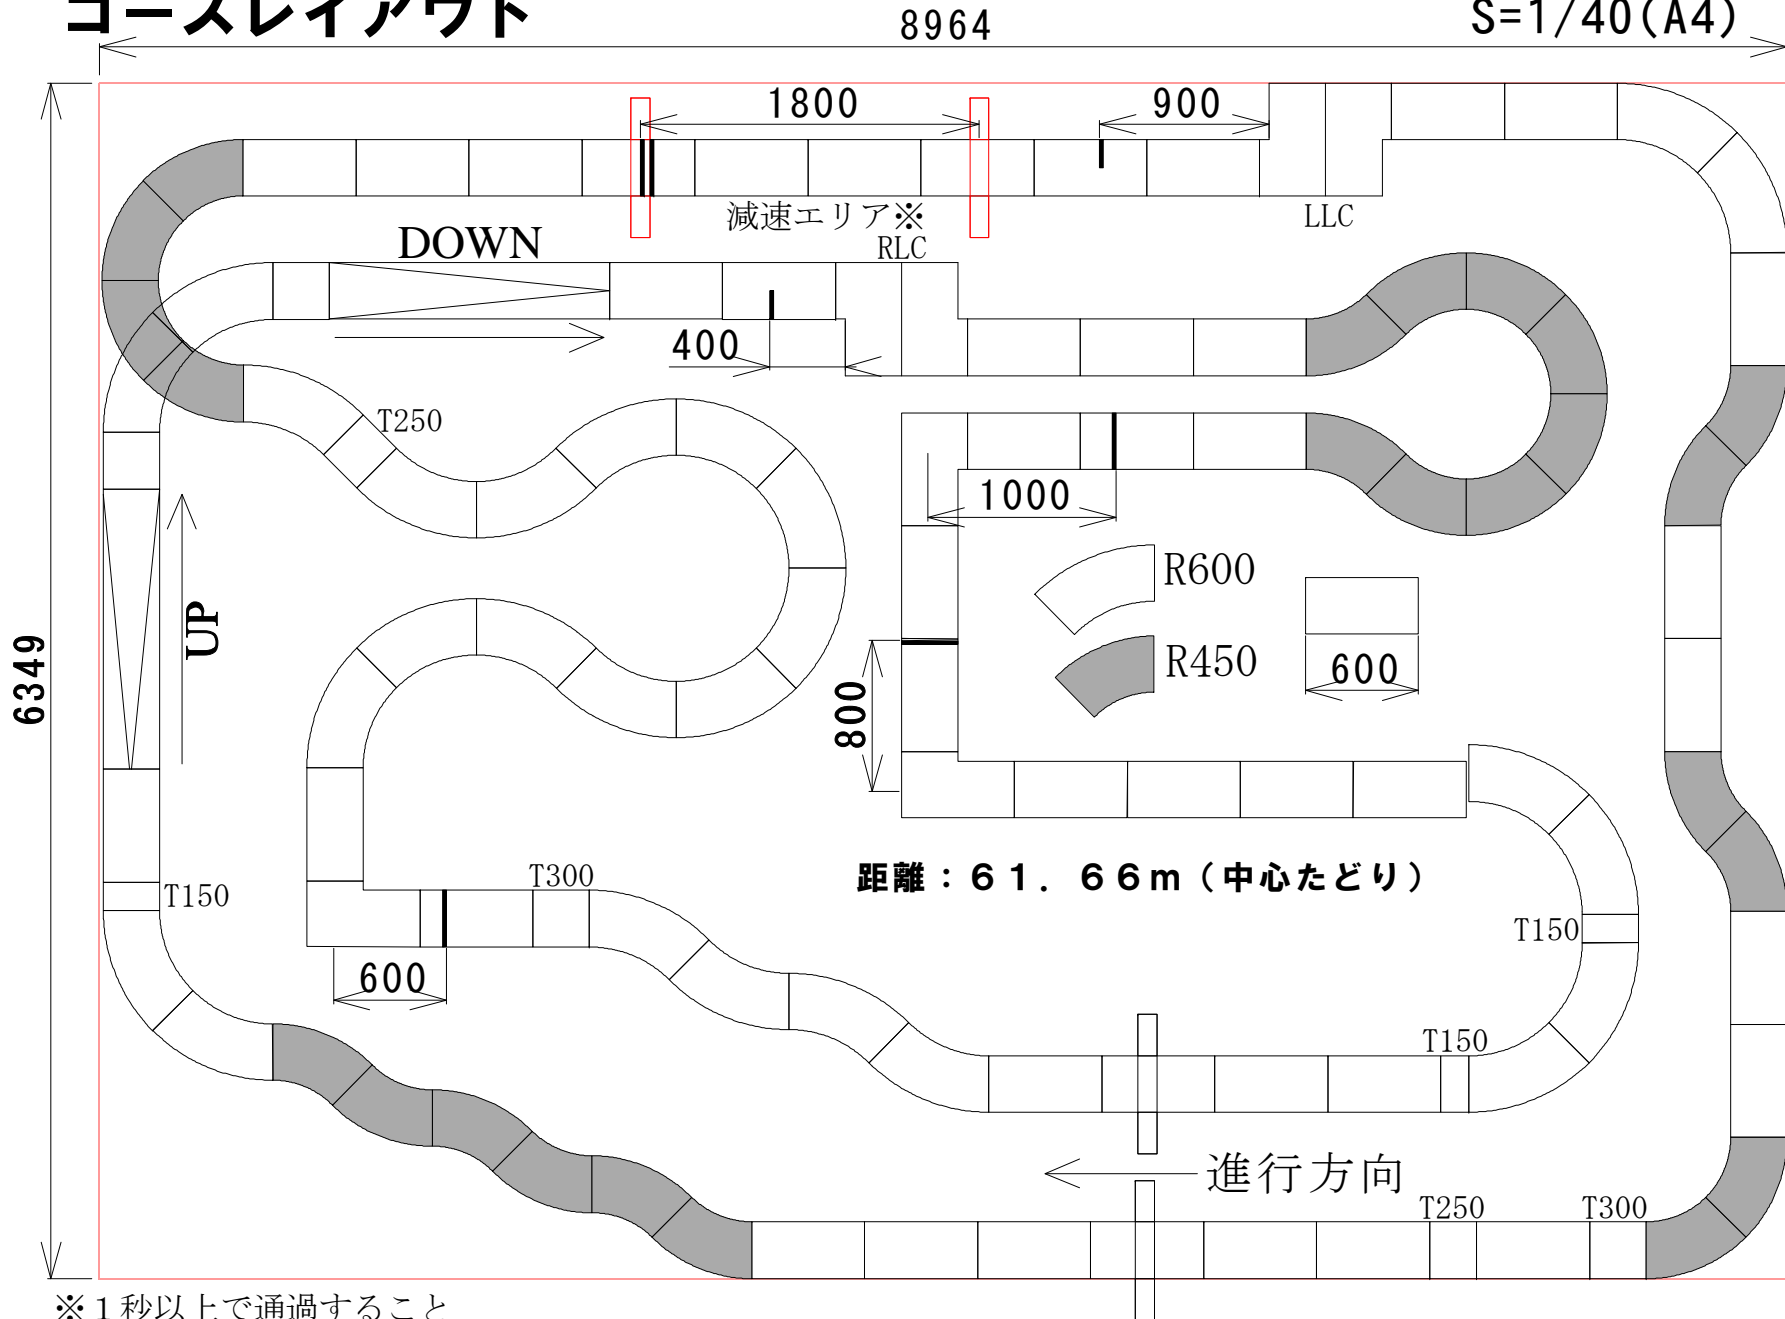 コースレイアウト
S=1/40(A4)
8964
1800
900
減速エリア※
LLC
DOWN
RLC
400
T250
1000
R600
UP
R450
600
6349
800
距離：６１．６６ｍ（中心たどり）
T300
T150
T150
600
T150
進行方向
T250
T300
※１秒以上で通過すること